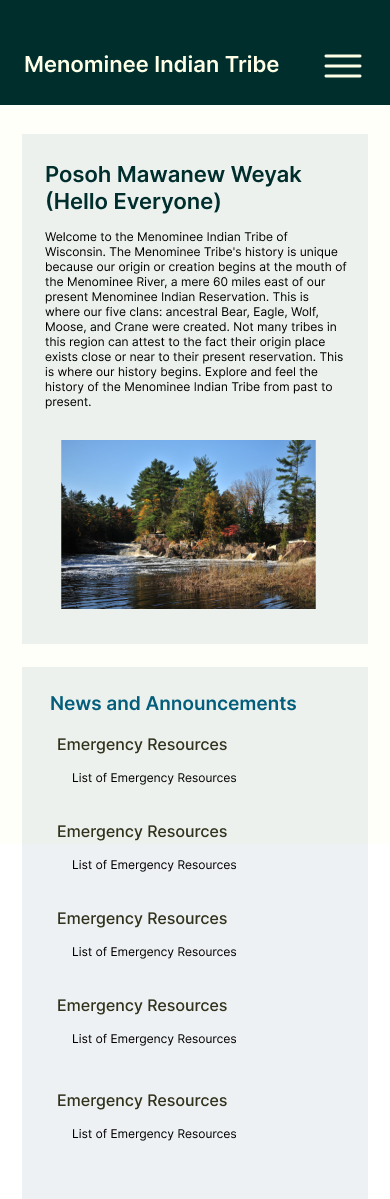 Menominee Indian Tribe
Posoh Mawanew Weyak
(Hello Everyone)
Welcome to the Menominee Indian Tribe of
Wisconsin. The Menominee Tribe's history is unique
because our origin or creation begins at the mouth of
the Menominee River, a mere 60 miles east of our
present Menominee Indian Reservation. This is
where our five clans: ancestral Bear, Eagle, Wolf,
Moose, and Crane were created. Not many tribes in
this region can attest to the fact their origin place
exists close or near to their present reservation. This
is where our history begins. Explore and feel the
history of the Menominee Indian Tribe from past to
present.
News and Announcements
Emergency Resources
List of Emergency Resources
Emergency Resources
List of Emergency Resources
Emergency Resources
List of Emergency Resources
Emergency Resources
List of Emergency Resources
Emergency Resources
List of Emergency Resources